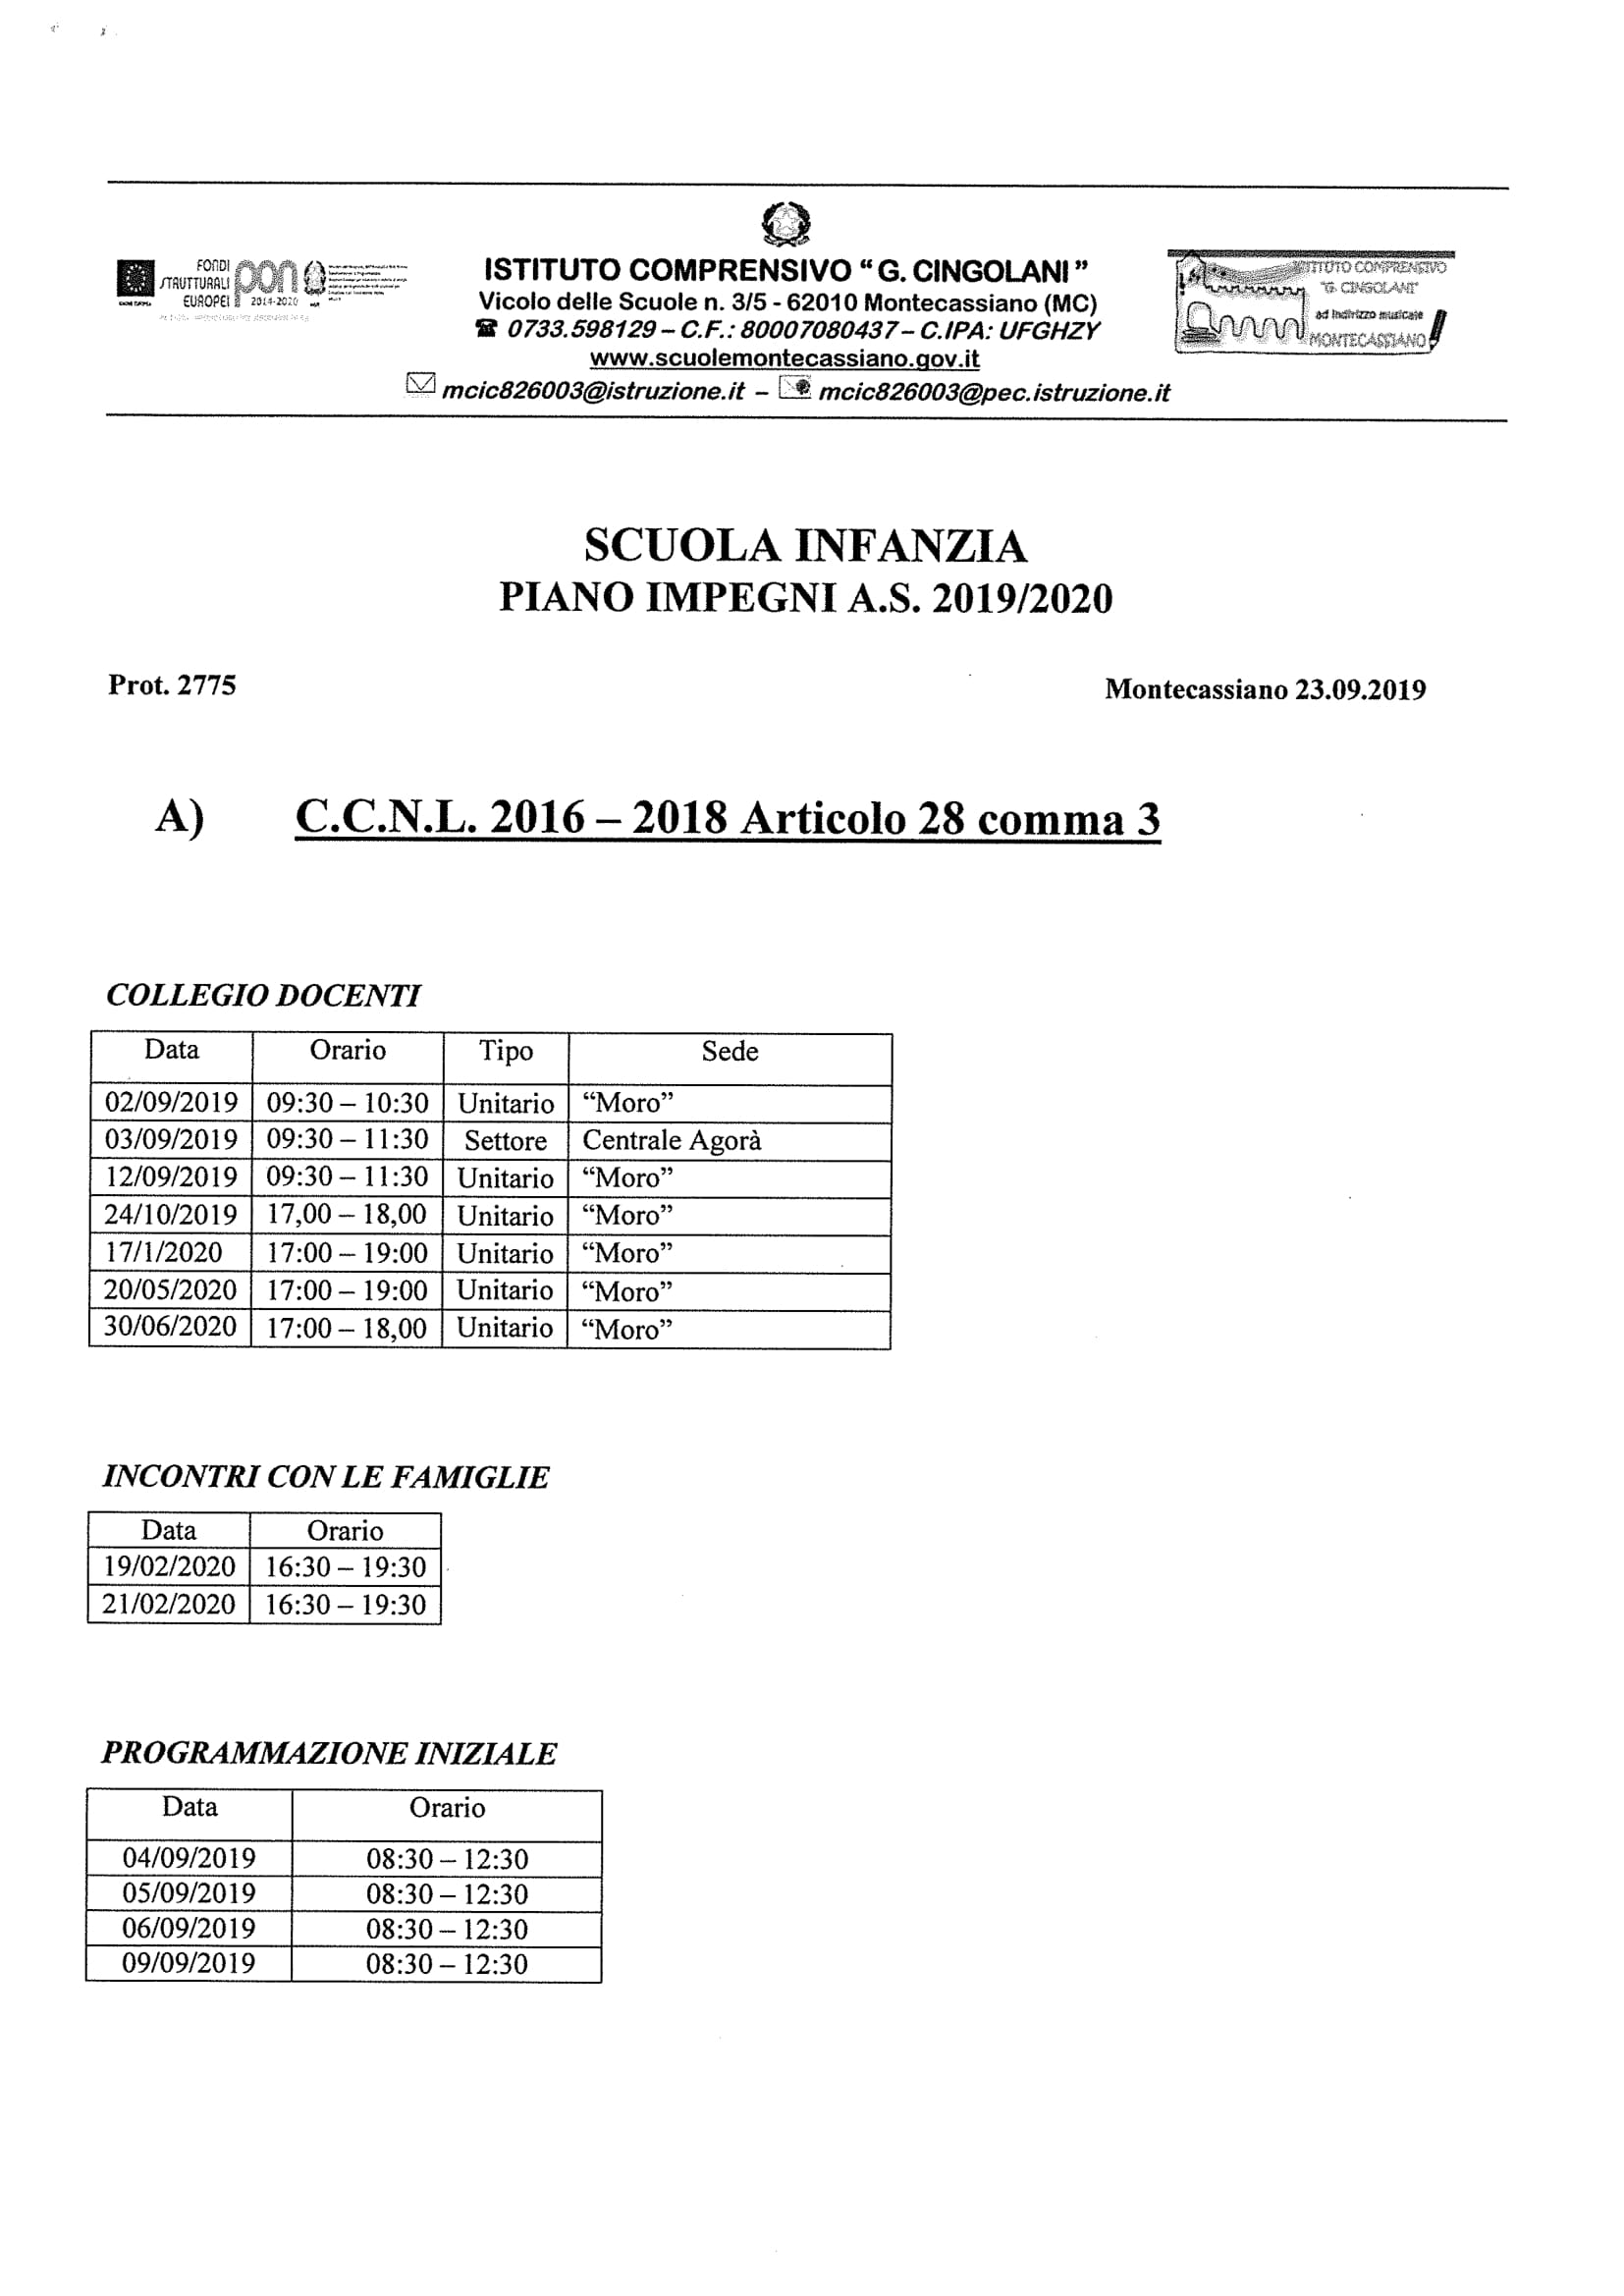 FONDI
STRUTTURALI
EUROPEI
pon
2014-2020
ISTITUTO COMPRENSIVO “ G. CINGOLANI ”
Vicolo delle Scuole n. 3/5 - 62010 Montecassiano (MC)
☎ 0733.598129 – C.F.: 80007080437 – C.IPA: UFGHZY
www.scuolemontecassiano.gov.it
mcic826003@istruzione.it – mcic826003@pec.istruzione.it
ISTITUTO COMPRENSIVO
"G. CINGOLANI"
ad indirizzo musicale
MONTECASSIANO
SCUOLA INFANZIA
PIANO IMPEGNI A.S. 2019/2020
Prot. 2775 Montecassiano 23.09.2019
A) C.C.N.L. 2016 – 2018 Articolo 28 comma 3
COLLEGIO DOCENTI
Data Orario Tipo Sede
02/09/2019 09:30 – 10:30 Unitario “Moro”
03/09/2019 09:30 – 11:30 Settore Centrale Agorà
12/09/2019 09:30 – 11:30 Unitario “Moro”
24/10/2019 17,00 – 18,00 Unitario “Moro”
17/1/2020 17:00 – 19:00 Unitario “Moro”
20/05/2020 17:00 – 19:00 Unitario “Moro”
30/06/2020 17:00 – 18,00 Unitario “Moro”
INCONTRI CON LE FAMIGLIE
Data Orario
19/02/2020 16:30 – 19:30
21/02/2020 16:30 – 19:30
PROGRAMMAZIONE INIZIALE
Data Orario
04/09/2019 08:30 – 12:30
05/09/2019 08:30 – 12:30
06/09/2019 08:30 – 12:30
09/09/2019 08:30 – 12:30